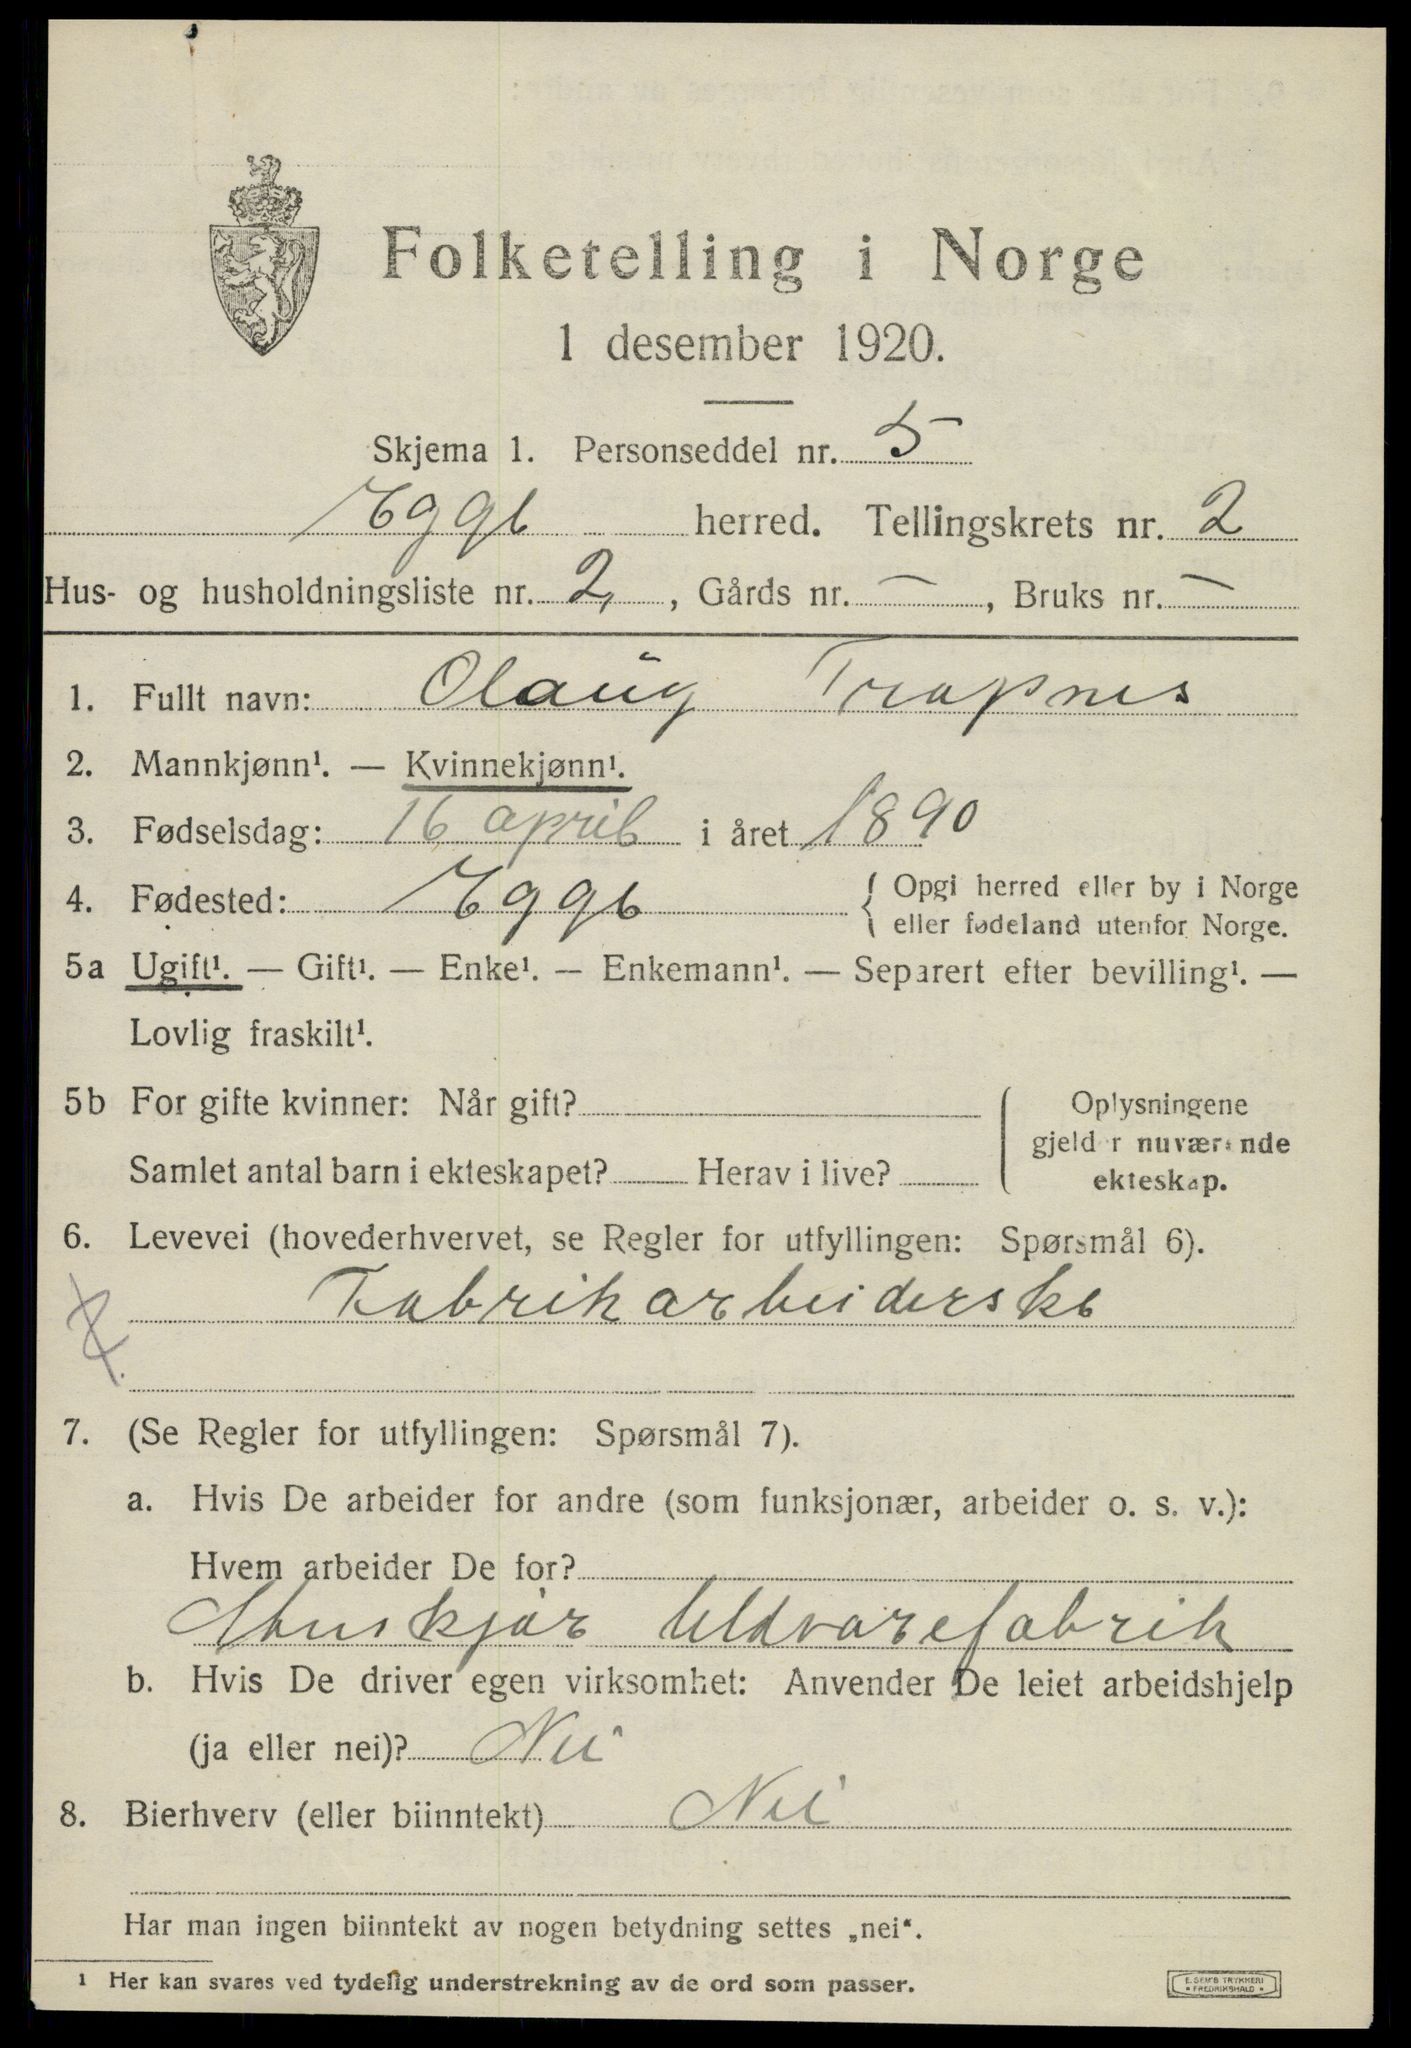 Folketelling i Norge
1 desember 1920.
Skjema 1. Personseddel nr. 5
Egge herred. Tellingskrets nr. 2
Hus- og husholdningsliste nr. 2, Gårds nr. —, Bruks nr. —
1. Fullt navn: Olaug Trapnes
2. Mannkjønn¹. — Kvinnekjønn¹.
3. Fødselsdag: 16 april i året 1890
4. Fødested: Egge { Opgi herred eller by i Norge
eller fødeland utenfor Norge.
5a Ugift¹. — Gift¹. — Enke¹. — Enkemann¹. — Separert efter bevilling¹. —
Lovlig fraskilt¹.
5b For gifte kvinner: Når gift? ( Oplysningene
gjelder nuværende
Samlet antal barn i ekteskapet? Herav i live? ekteskap.
6. Levevei (hovederhvervet, se Regler for utfyllingen: Spørsmål 6).
Fabrikarbeiderske
7. (Se Regler for utfyllingen: Spørsmål 7).
a. Hvis De arbeider for andre (som funksjonær, arbeider o. s. v.):
Hvem arbeider De for?
Uldvarefabrik
b. Hvis De driver egen virksomhet: Anvender De leiet arbeidshjelp
(ja eller nei)? Nei
8. Bierhverv (eller biinntekt) Nei
Har man ingen biinntekt av nogen betydning settes „nei“.
1 Her kan svares ved tydelig understrekning av de ord som passer.
E. SEM'S TRYKKERI
* FREDRIKSHALD *